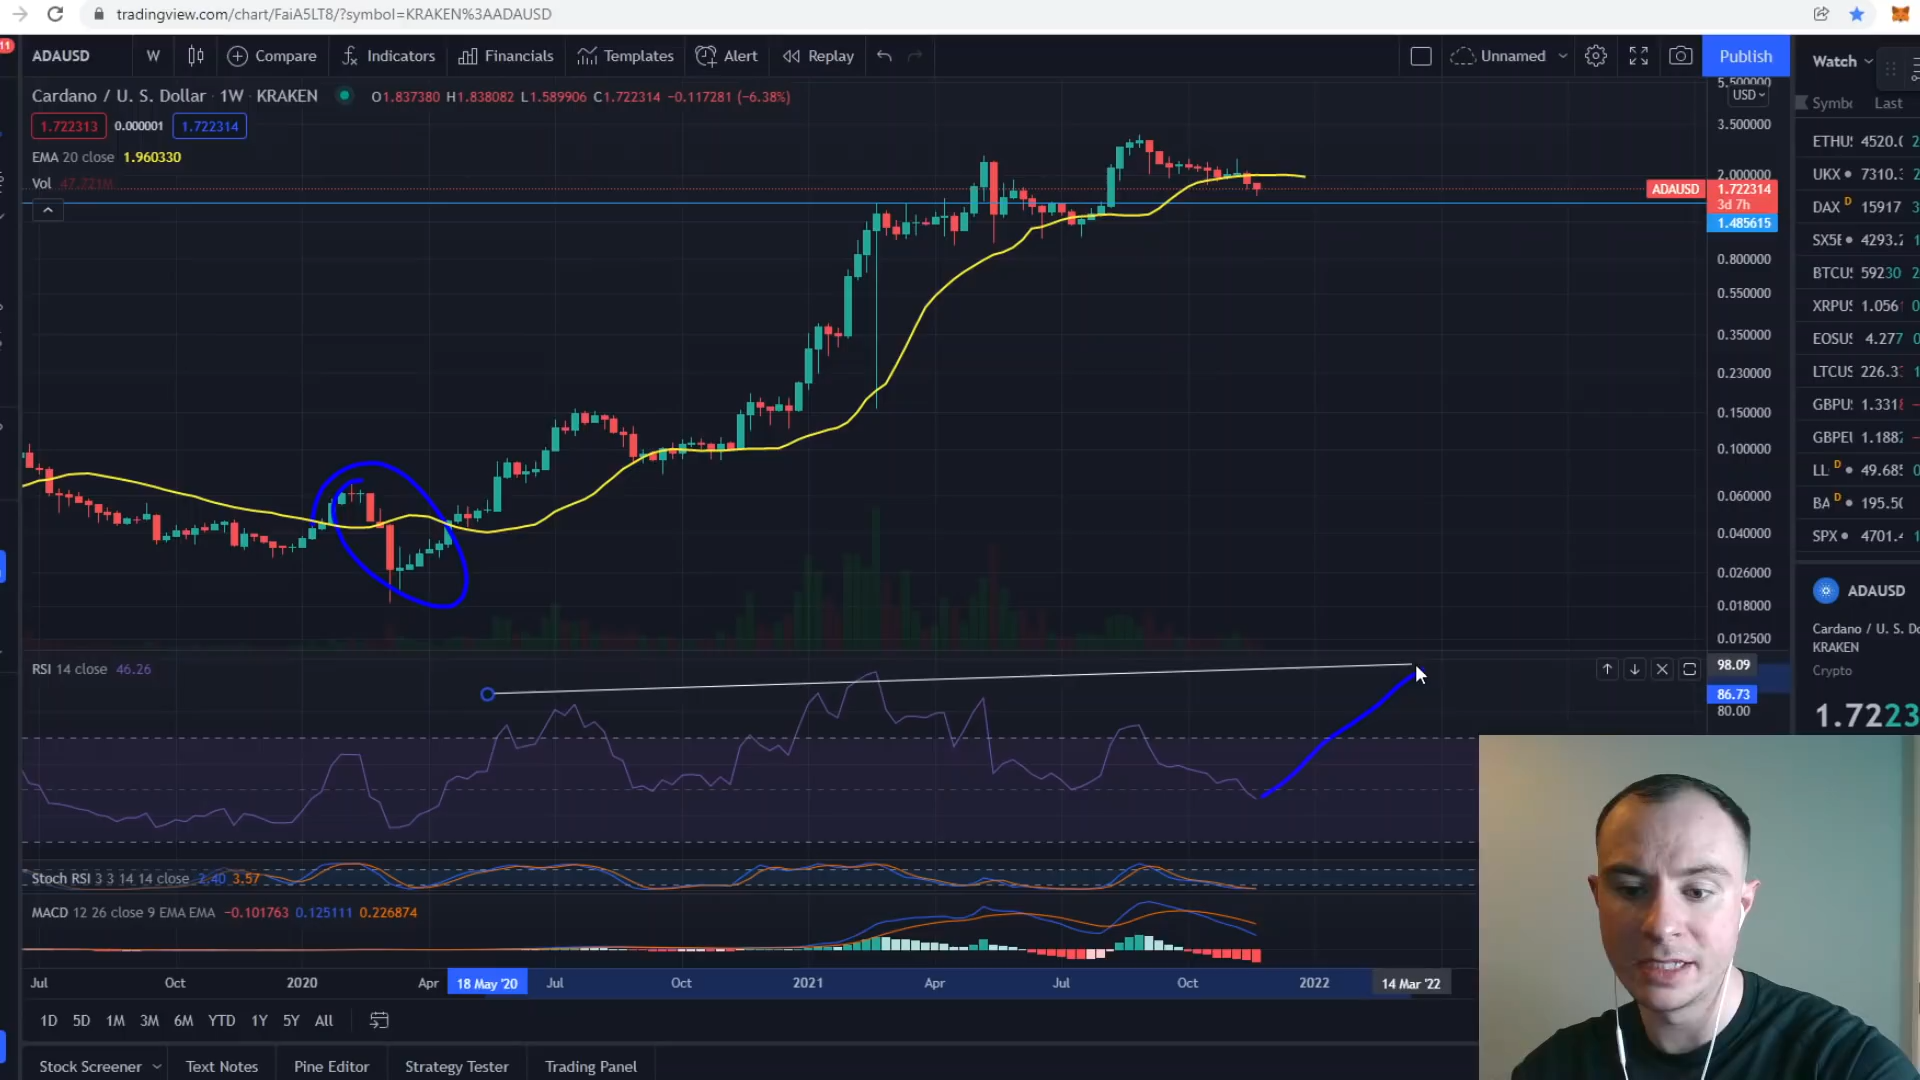 tradingview.com/chart/FaiA5LT8/?symbol=KRAKEN%3AADAUSD
11
ADAUSD W Compare Indicators Financials Templates Alert Replay Unnamed Publish Watch
Cardano / U. S. Dollar · 1W · KRAKEN O1.837380 H1.838082 L1.589906 C1.722314 −0.117281 (−6.38%)
1.722313 0.000001 1.722314
EMA 20 close 1.960330
Vol 47.721M
USD
3.500000
2.000000
ADAUSD 1.722314
3d 7h
1.485615
0.800000
0.550000
0.350000
0.230000
0.150000
0.100000
0.060000
0.040000
0.026000
0.018000
0.012500
Last
4520.0
UKX 7310.
DAX D 15917
4293.2
59230
1.056
4.277
226.3
1.331
1.188
LL D 49.68
BA D 195.50
SPX 4701.
ADAUSD
Cardano / U. S. Do
KRAKEN
Crypto
1.7223
RSI 14 close 46.26
98.09
86.73
80.00
Stoch RSI 3 3 14 14 close 2.40 3.57
MACD 12 26 close 9 EMA EMA −0.101763 0.125111 0.226874
Jul Oct 2020 Apr 18 May '20 Jul Oct 2021 Apr Jul Oct 2022 14 Mar '22
1D 5D 1M 3M 6M YTD 1Y 5Y All
Stock Screener Text Notes Pine Editor Strategy Tester Trading Panel